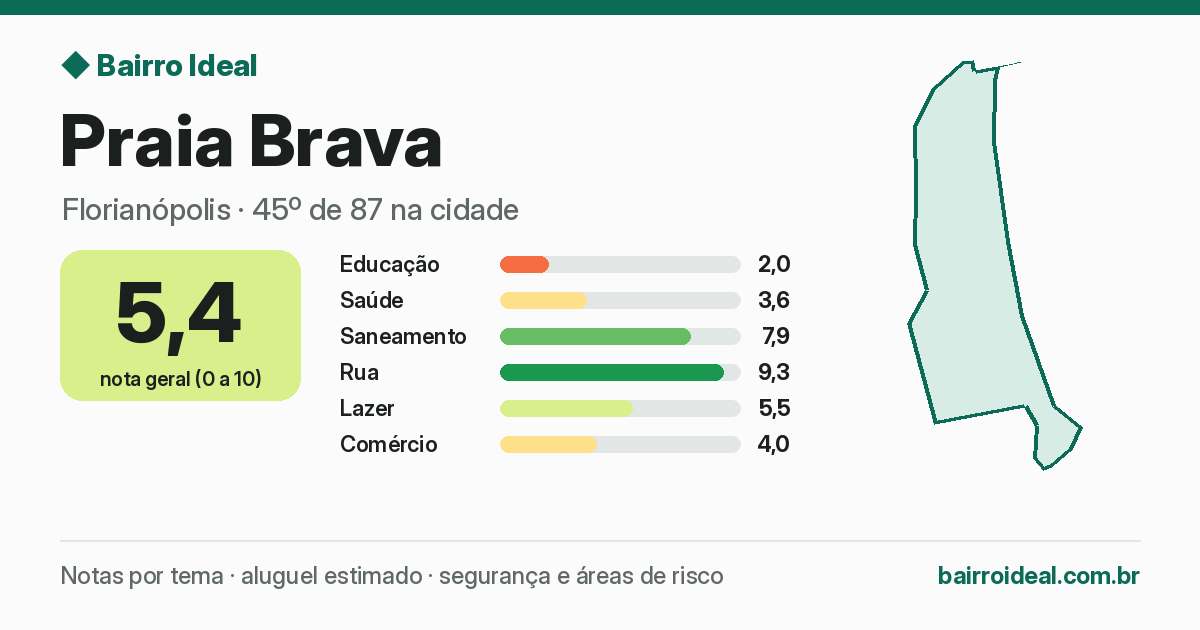 Bairro Ideal
Praia Brava
Florianópolis · 45º de 87 na cidade
5,4
nota geral (0 a 10)
Educação 2,0
Saúde 3,6
Saneamento 7,9
Rua 9,3
Lazer 5,5
Comércio 4,0
Notas por tema · aluguel estimado · segurança e áreas de risco
bairroideal.com.br